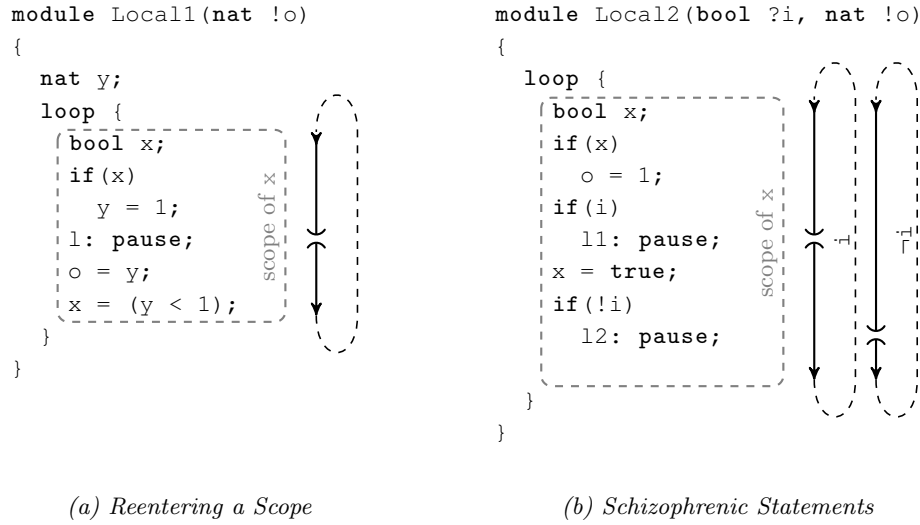 module Local1(nat !o)
{
nat y;
loop {
bool x;
if(x)
y = 1;
l: pause;
o = y;
x = (y < 1);
}
}
scope of x
(a) Reentering a Scope
module Local2(bool ?i, nat !o)
{
loop {
bool x;
if(x)
o = 1;
if(i)
l1: pause;
x = true;
if(!i)
l2: pause;
}
}
scope of x
i
¬i
(b) Schizophrenic Statements